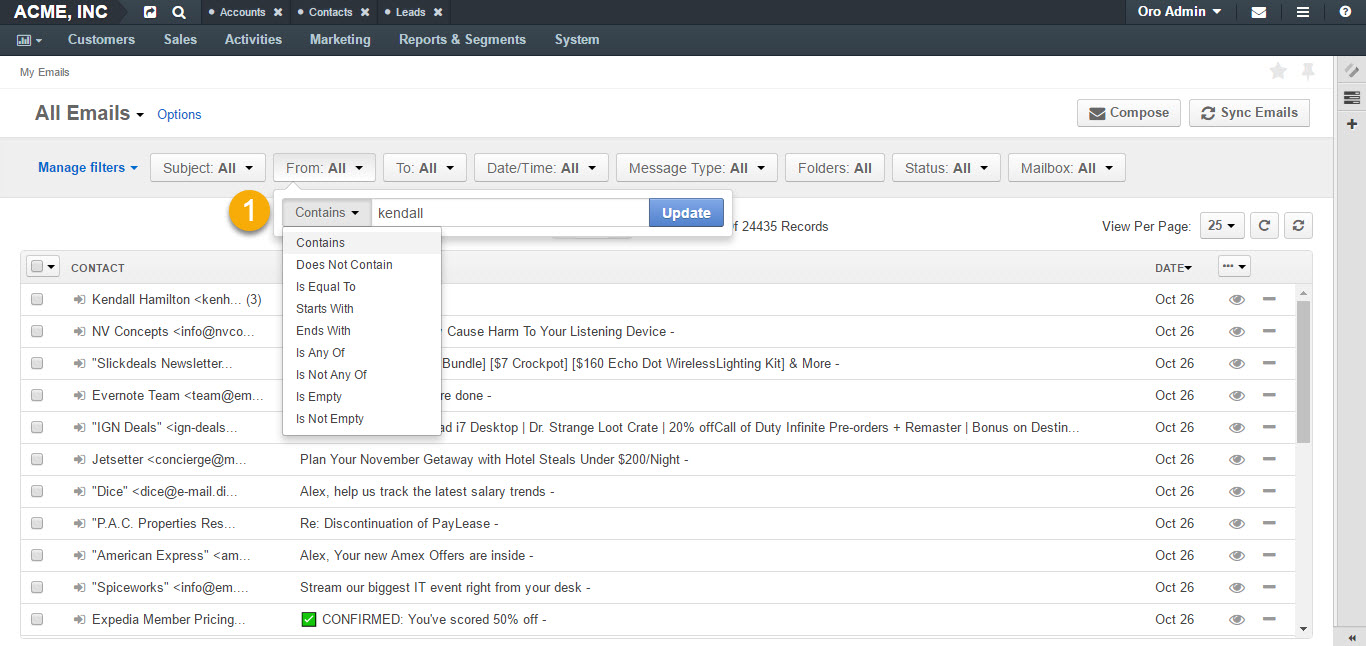 ACME, INC
• Accounts ✖ • Contacts ✖ • Leads ✖
Oro Admin
Customers Sales Activities Marketing Reports & Segments System
My Emails
All Emails Options
Compose Sync Emails
Manage filters Subject: All From: All To: All Date/Time: All Message Type: All Folders: All Status: All Mailbox: All
1 Contains kendall Update
24435 Records View Per Page: 25
Contains
Does Not Contain
Is Equal To
Starts With
Ends With
Is Any Of
Is Not Any Of
Is Empty
Is Not Empty
CONTACT DATE
Kendall Hamilton <kenh... (3) Oct 26
NV Concepts <info@nvco... Cause Harm To Your Listening Device - Oct 26
"Slickdeals Newsletter... Bundle] [$7 Crockpot] [$160 Echo Dot WirelessLighting Kit] & More - Oct 26
Evernote Team <team@em... re done - Oct 26
"IGN Deals" <ign-deals... ad i7 Desktop | Dr. Strange Loot Crate | 20% offCall of Duty Infinite Pre-orders + Remaster | Bonus on Destin... Oct 26
Jetsetter <concierge@m... Plan Your November Getaway with Hotel Steals Under $200/Night - Oct 26
"Dice" <dice@e-mail.di... Alex, help us track the latest salary trends - Oct 26
"P.A.C. Properties Res... Re: Discontinuation of PayLease - Oct 26
"American Express" <am... Alex, Your new Amex Offers are inside - Oct 26
"Spiceworks" <info@em.... Stream our biggest IT event right from your desk - Oct 26
Expedia Member Pricing... ✅ CONFIRMED: You've scored 50% off - Oct 26